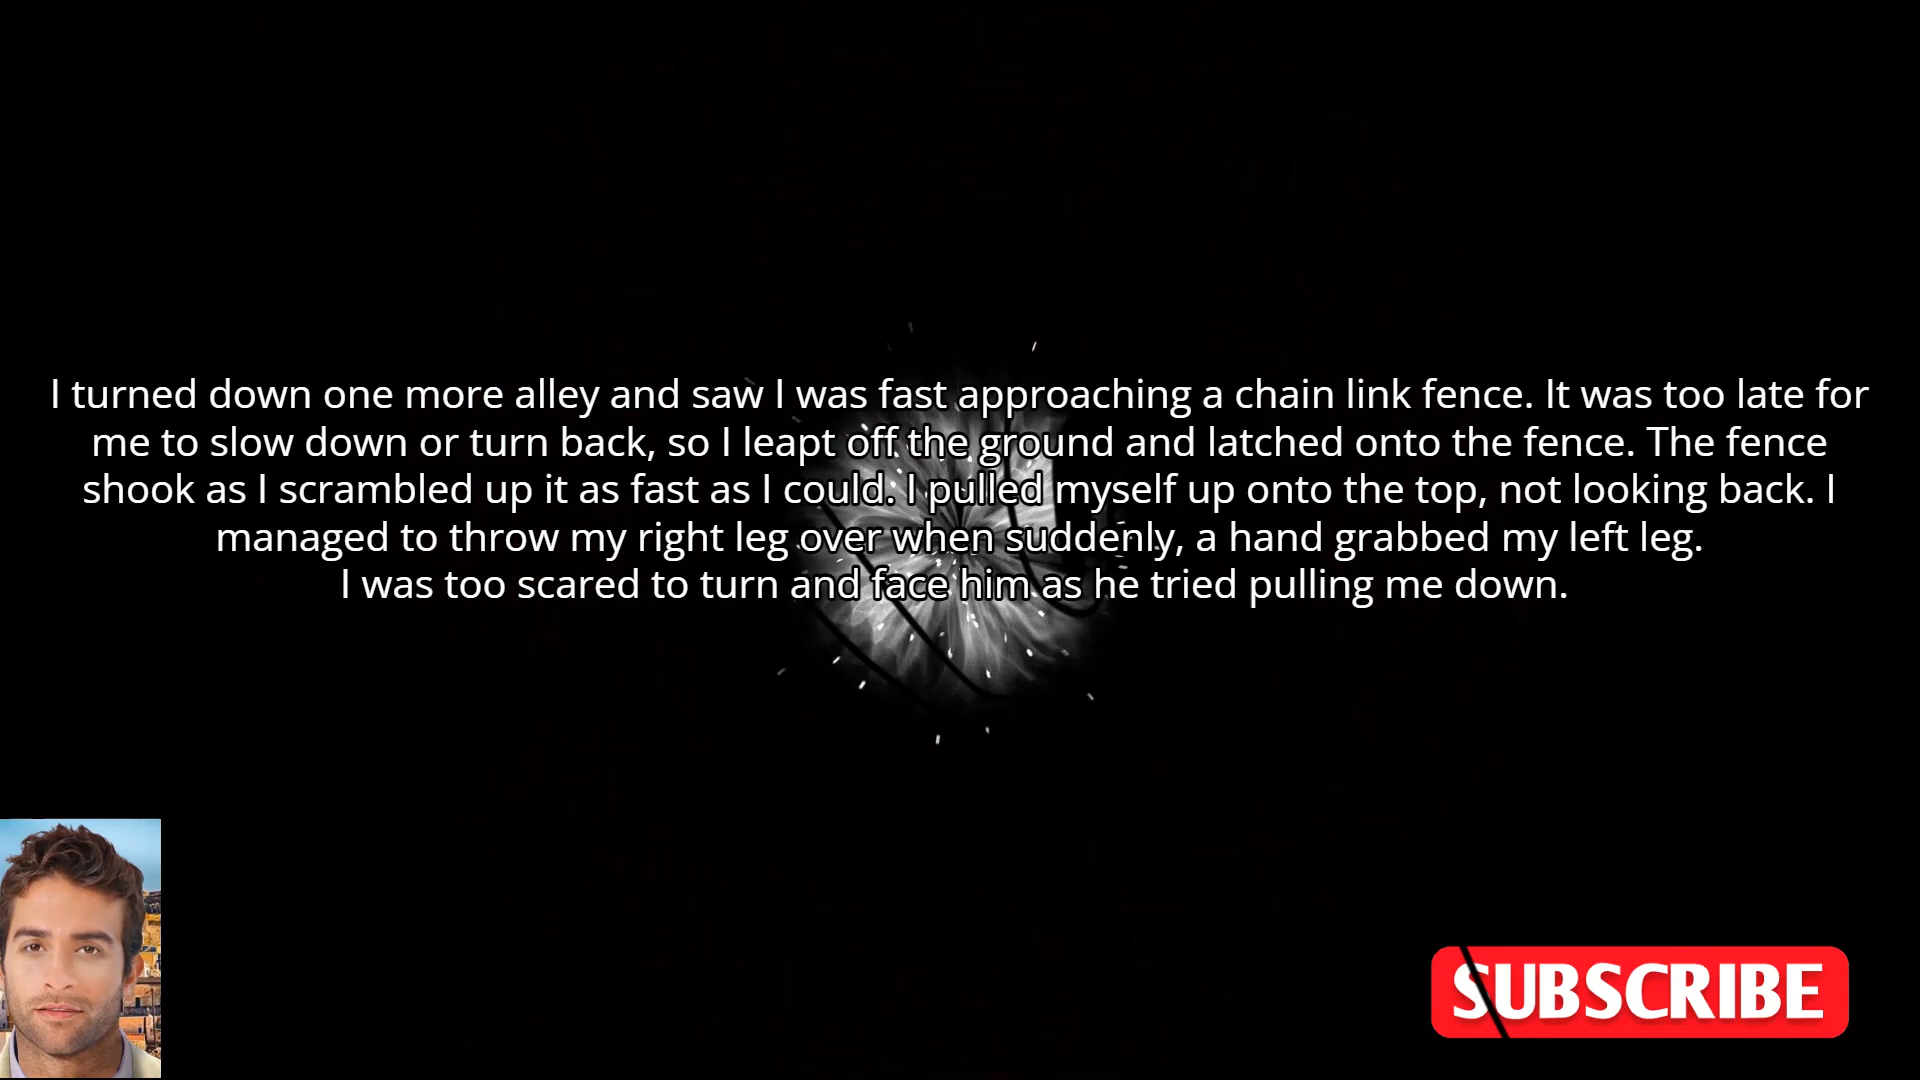 I turned down one more alley and saw I was fast approaching a chain link fence. It was too late for
me to slow down or turn back, so I leapt off the ground and latched onto the fence. The fence
shook as I scrambled up it as fast as I could. I pulled myself up onto the top, not looking back. I
managed to throw my right leg over when suddenly, a hand grabbed my left leg.
I was too scared to turn and face him as he tried pulling me down.
SUBSCRIBE